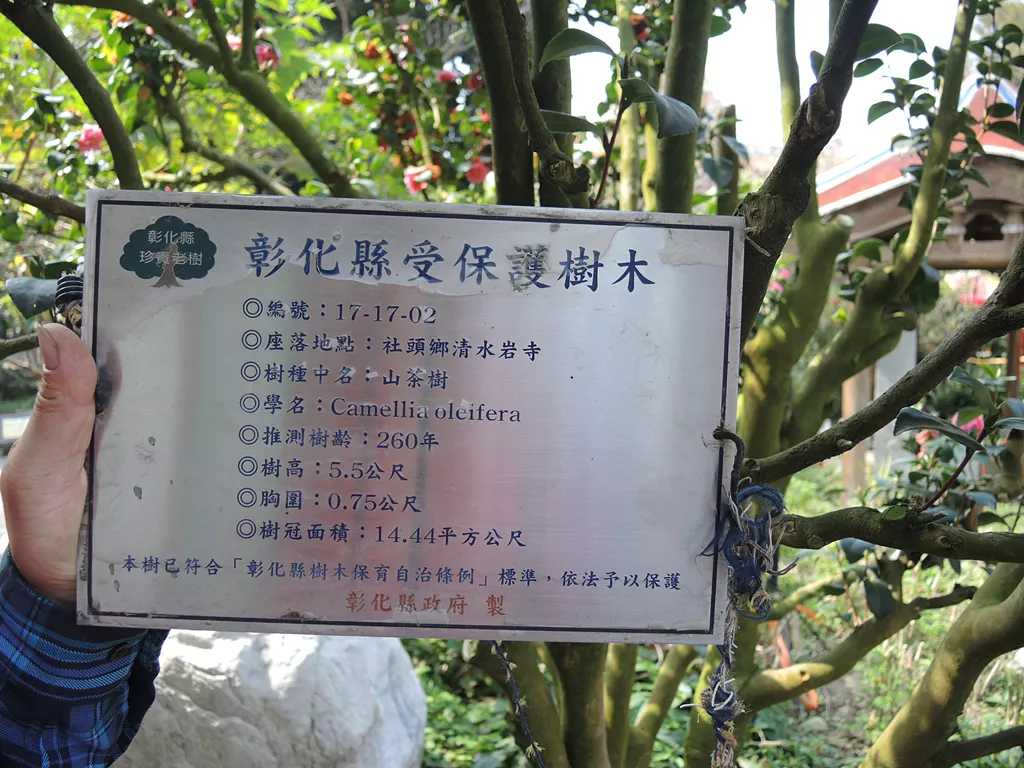 彰化縣
珍貴老樹
彰化縣受保護樹木
◎編號：17-17-02
◎座落地點：社頭鄉清水岩寺
◎樹種中名：山茶樹
◎學名：Camellia oleifera
◎推測樹齡：260年
◎樹高：5.5公尺
◎胸圍：0.75公尺
◎樹冠面積：14.44平方公尺
本樹已符合「彰化縣樹木保育自治條例」標準，依法予以保護
彰化縣政府 製